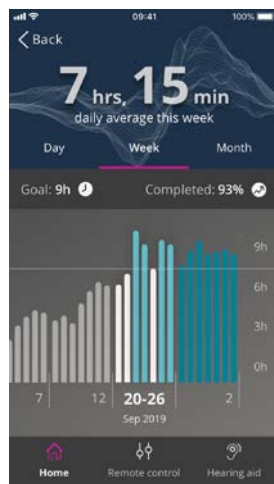 09:41 100%
Back
7 hrs, 15 min
daily average this week
Day Week Month
Goal: 9h Completed: 93%
9h
6h
3h
0h
7 12 20-26 2
Sep 2019
Home Remote control Hearing aid